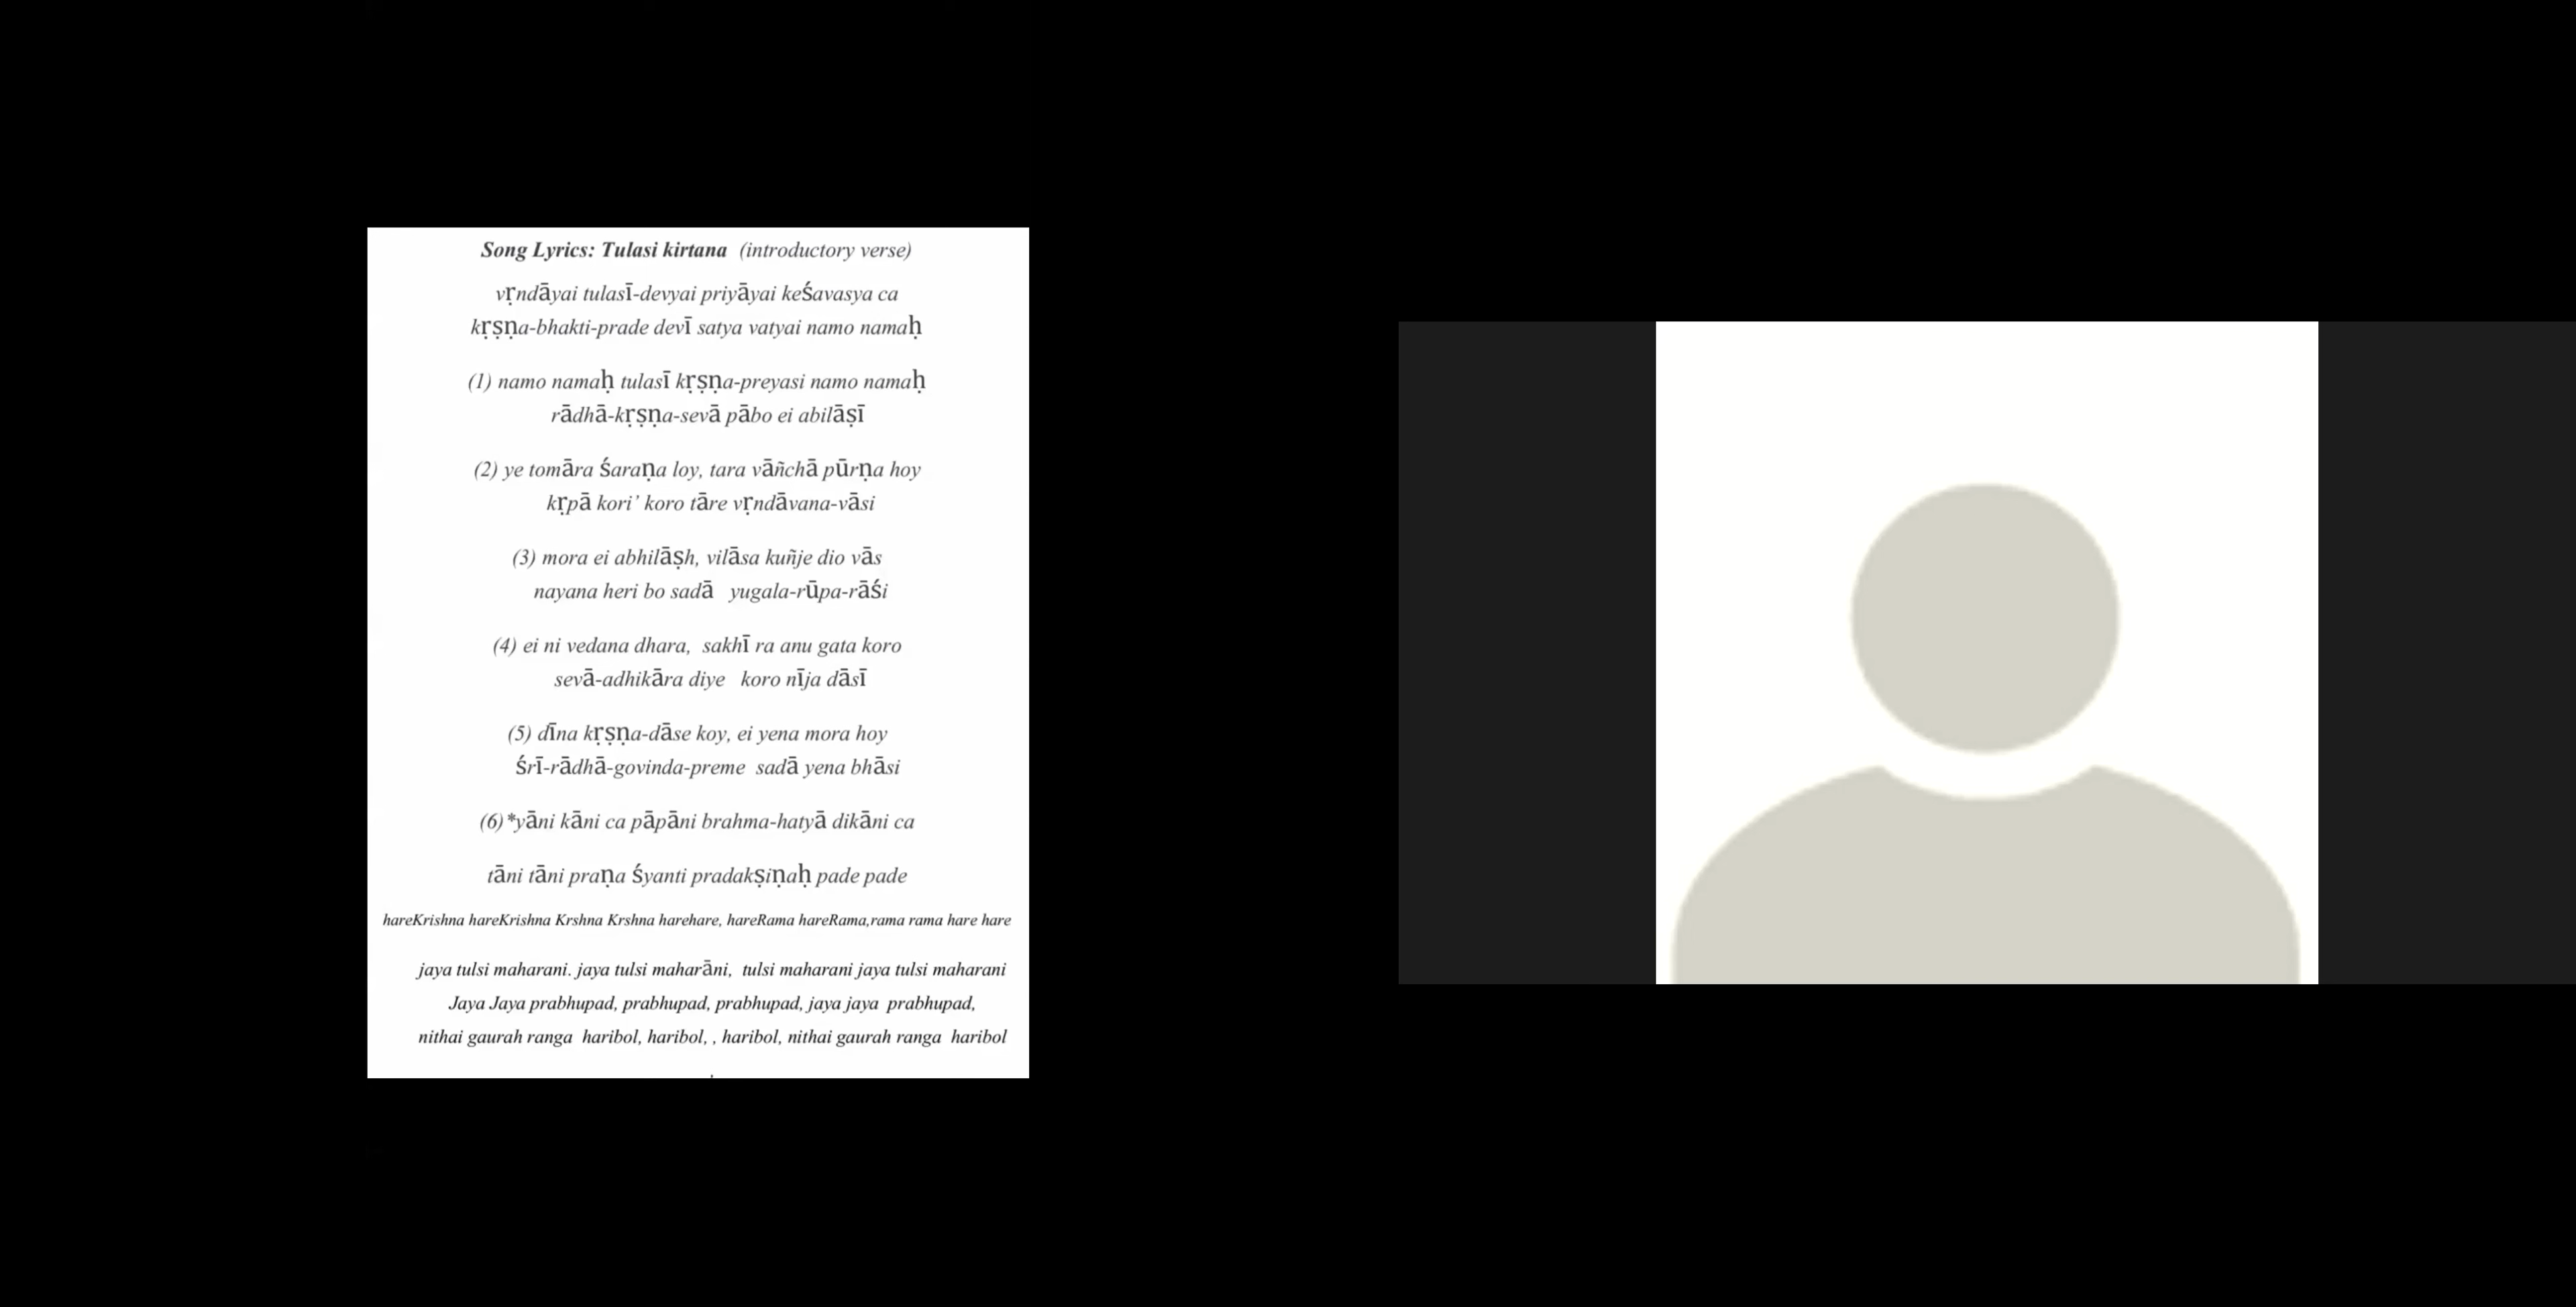 Song Lyrics: Tulasi kirtana (introductory verse)
vṛndāyai tulasī-devyai priyāyai keśavasya ca
kṛṣṇa-bhakti-prade devī satya vatyai namo namaḥ
(1) namo namaḥ tulasī kṛṣṇa-preyasi namo namaḥ
rādhā-kṛṣṇa-sevā pābo ei abilāṣī
(2) ye tomāra śaraṇa loy, tara vāñchā pūrṇa hoy
kṛpā kori’ koro tāre vṛndāvana-vāsi
(3) mora ei abhilāṣh, vilāsa kuñje dio vās
nayana heri bo sadā yugala-rūpa-rāśi
(4) ei ni vedana dhara, sakhī ra anu gata koro
sevā-adhikāra diye koro nīja dāsī
(5) dīna kṛṣṇa-dāse koy, ei yena mora hoy
śrī-rādhā-govinda-preme sadā yena bhāsi
(6) *yāni kāni ca pāpāni brahma-hatyā dikāni ca
tāni tāni praṇa śyanti pradakṣiṇaḥ pade pade
hareKrishna hareKrishna Krshna Krshna harehare, hareRama hareRama,rama rama hare hare
jaya tulsi maharani. jaya tulsi maharāni, tulsi maharani jaya tulsi maharani
Jaya Jaya prabhupad, prabhupad, prabhupad, jaya jaya prabhupad,
nithai gaurah ranga haribol, haribol, , haribol, nithai gaurah ranga haribol